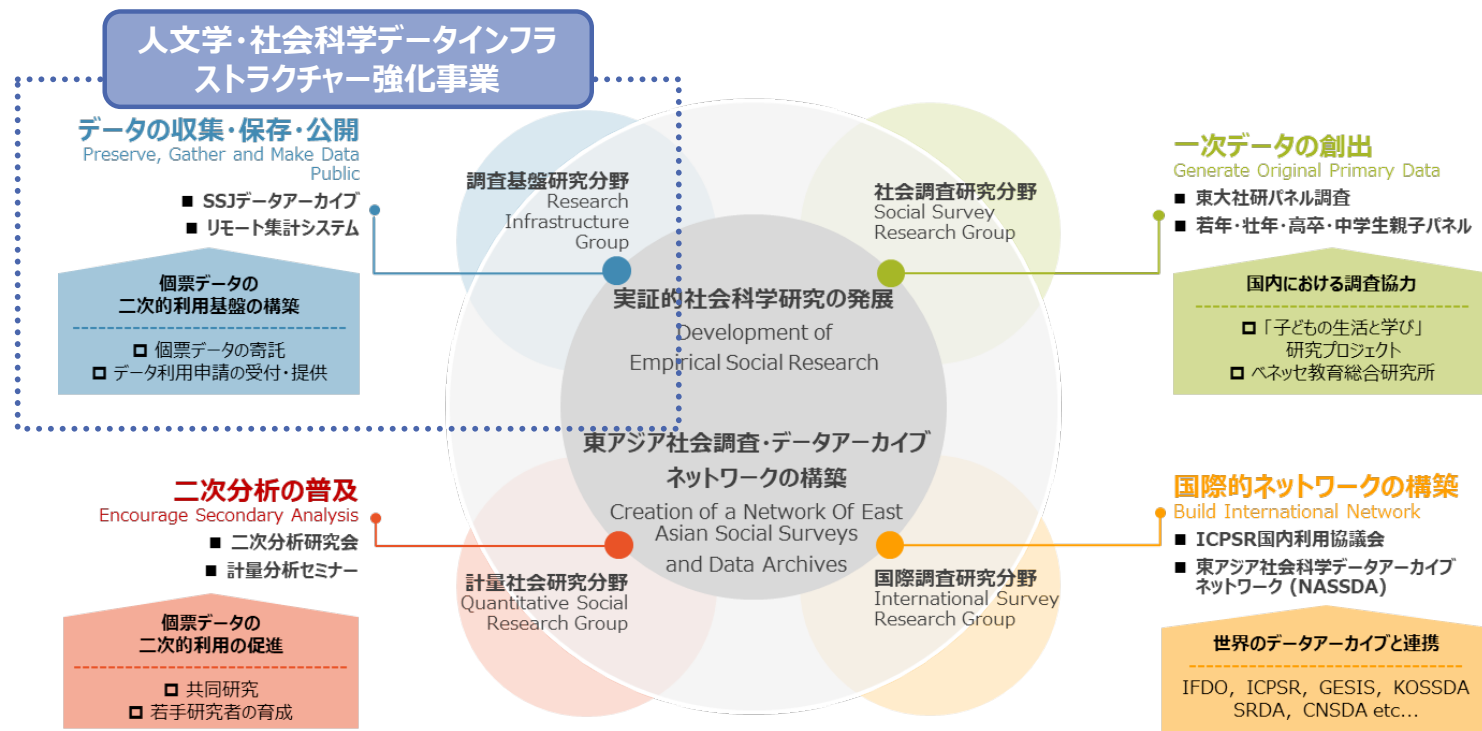 人文学・社会科学データインフラ
ストラクチャー強化事業
データの収集・保存・公開
Preserve, Gather and Make Data
Public
■ SSJデータアーカイブ
■ リモート集計システム
個票データの
二次的利用基盤の構築
個票データの寄託
データ利用申請の受付・提供
調査基盤研究分野
Research
Infrastructure
Group
社会調査研究分野
Social Survey
Research Group
一次データの創出
Generate Original Primary Data
■ 東大社研パネル調査
■ 若年・壮年・高卒・中学生親子パネル
国内における調査協力
「子どもの生活と学び」
研究プロジェクト
ベネッセ教育総合研究所
実証的社会科学研究の発展
Development of
Empirical Social Research
東アジア社会調査・データアーカイブ
ネットワークの構築
Creation of a Network Of East
Asian Social Surveys
and Data Archives
二次分析の普及
Encourage Secondary Analysis
■ 二次分析研究会
■ 計量分析セミナー
個票データの
二次的利用の促進
共同研究
若手研究者の育成
計量社会研究分野
Quantitative Social
Research Group
国際調査研究分野
International Survey
Research Group
国際的ネットワークの構築
Build International Network
■ ICPSR国内利用協議会
■ 東アジア社会科学データアーカイブ
ネットワーク (NASSDA)
世界のデータアーカイブと連携
IFDO, ICPSR, GESIS, KOSSDA
SRDA, CNSDA etc...